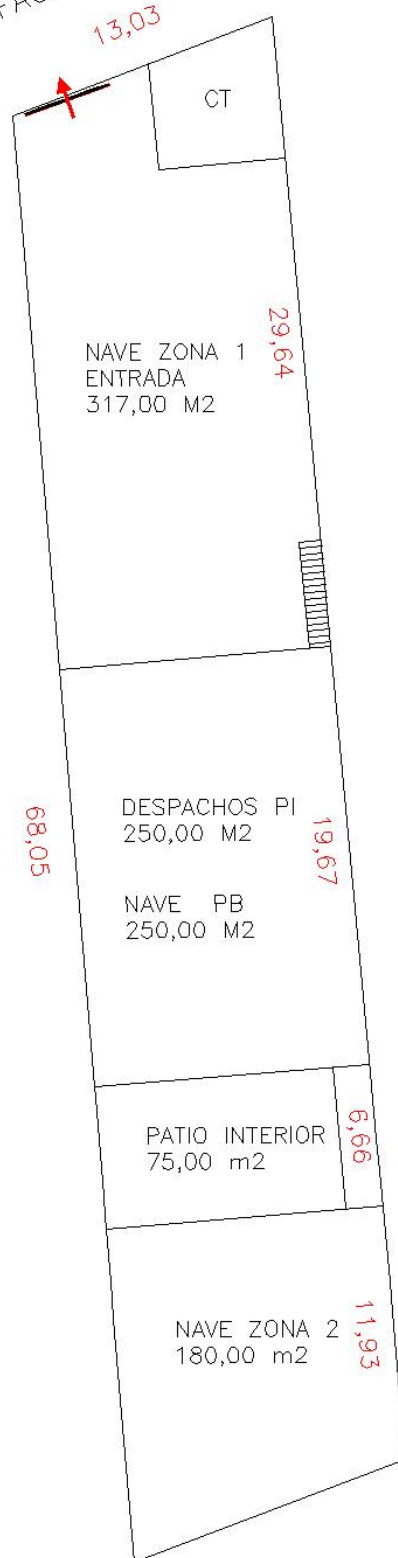 13,03
CT
29,64
NAVE ZONA 1
ENTRADA
317,00 M2
68,05
DESPACHOS PI
250,00 M2
19,67
NAVE PB
250,00 M2
PATIO INTERIOR
75,00 m2
6,66
NAVE ZONA 2
180,00 m2
11,93